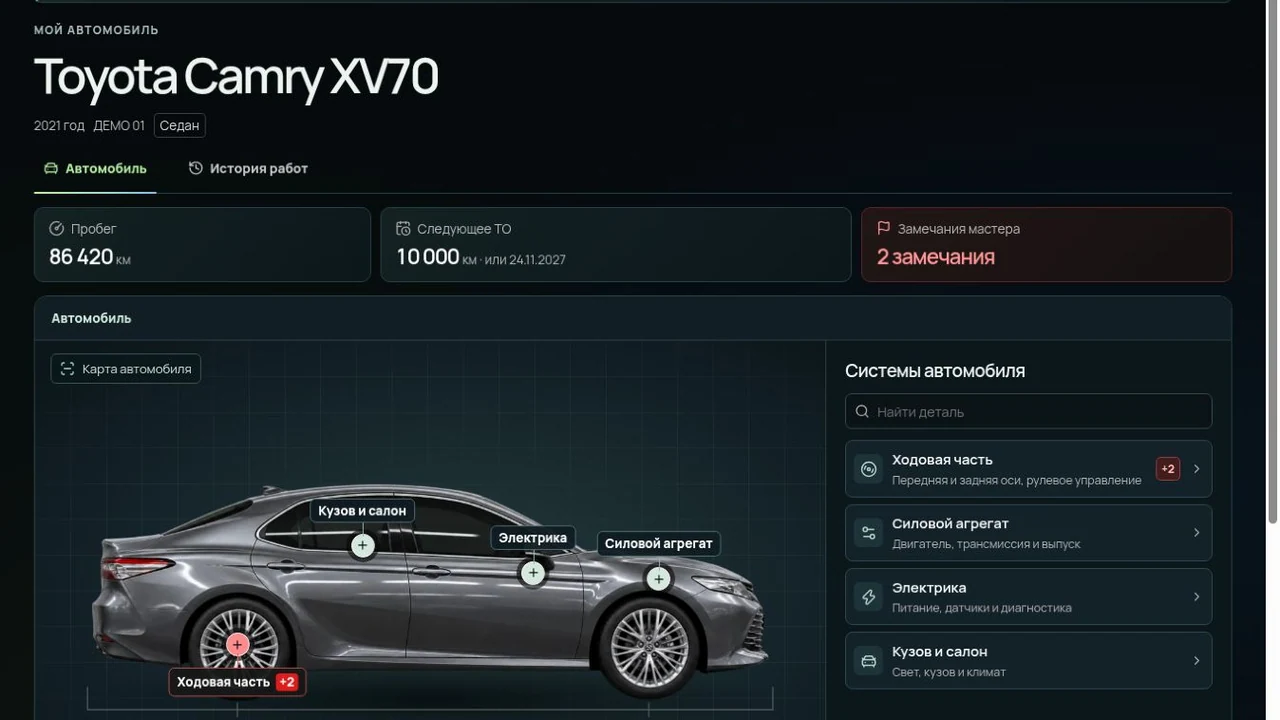 МОЙ АВТОМОБИЛЬ
Toyota Camry XV70
2021 год ДЕМО 01 Седан
Автомобиль История работ
Пробег
86 420 км
Следующее ТО
10 000 км · или 24.11.2027
Замечания мастера
2 замечания
Автомобиль
Карта автомобиля
Кузов и салон
Электрика
Силовой агрегат
Ходовая часть +2
Системы автомобиля
Найти деталь
Ходовая часть
Передняя и задняя оси, рулевое управление
+2
Силовой агрегат
Двигатель, трансмиссия и выпуск
Электрика
Питание, датчики и диагностика
Кузов и салон
Свет, кузов и климат